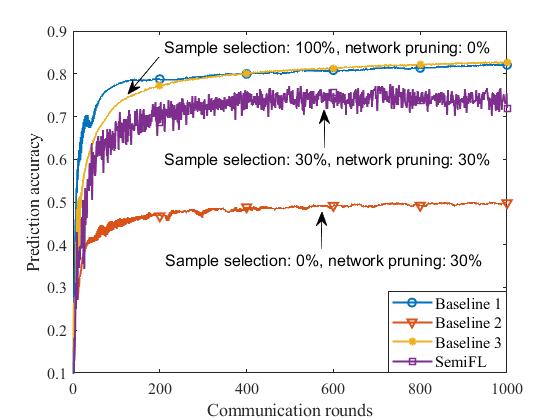 Sample selection: 100%, network pruning: 0%
Sample selection: 30%, network pruning: 30%
Sample selection: 0%, network pruning: 30%
Prediction accuracy
0.9
0.8
0.7
0.6
0.5
0.4
0.3
0.2
0.1
Baseline 1
Baseline 2
Baseline 3
SemiFL
0 200 400 600 800 1000
Communication rounds